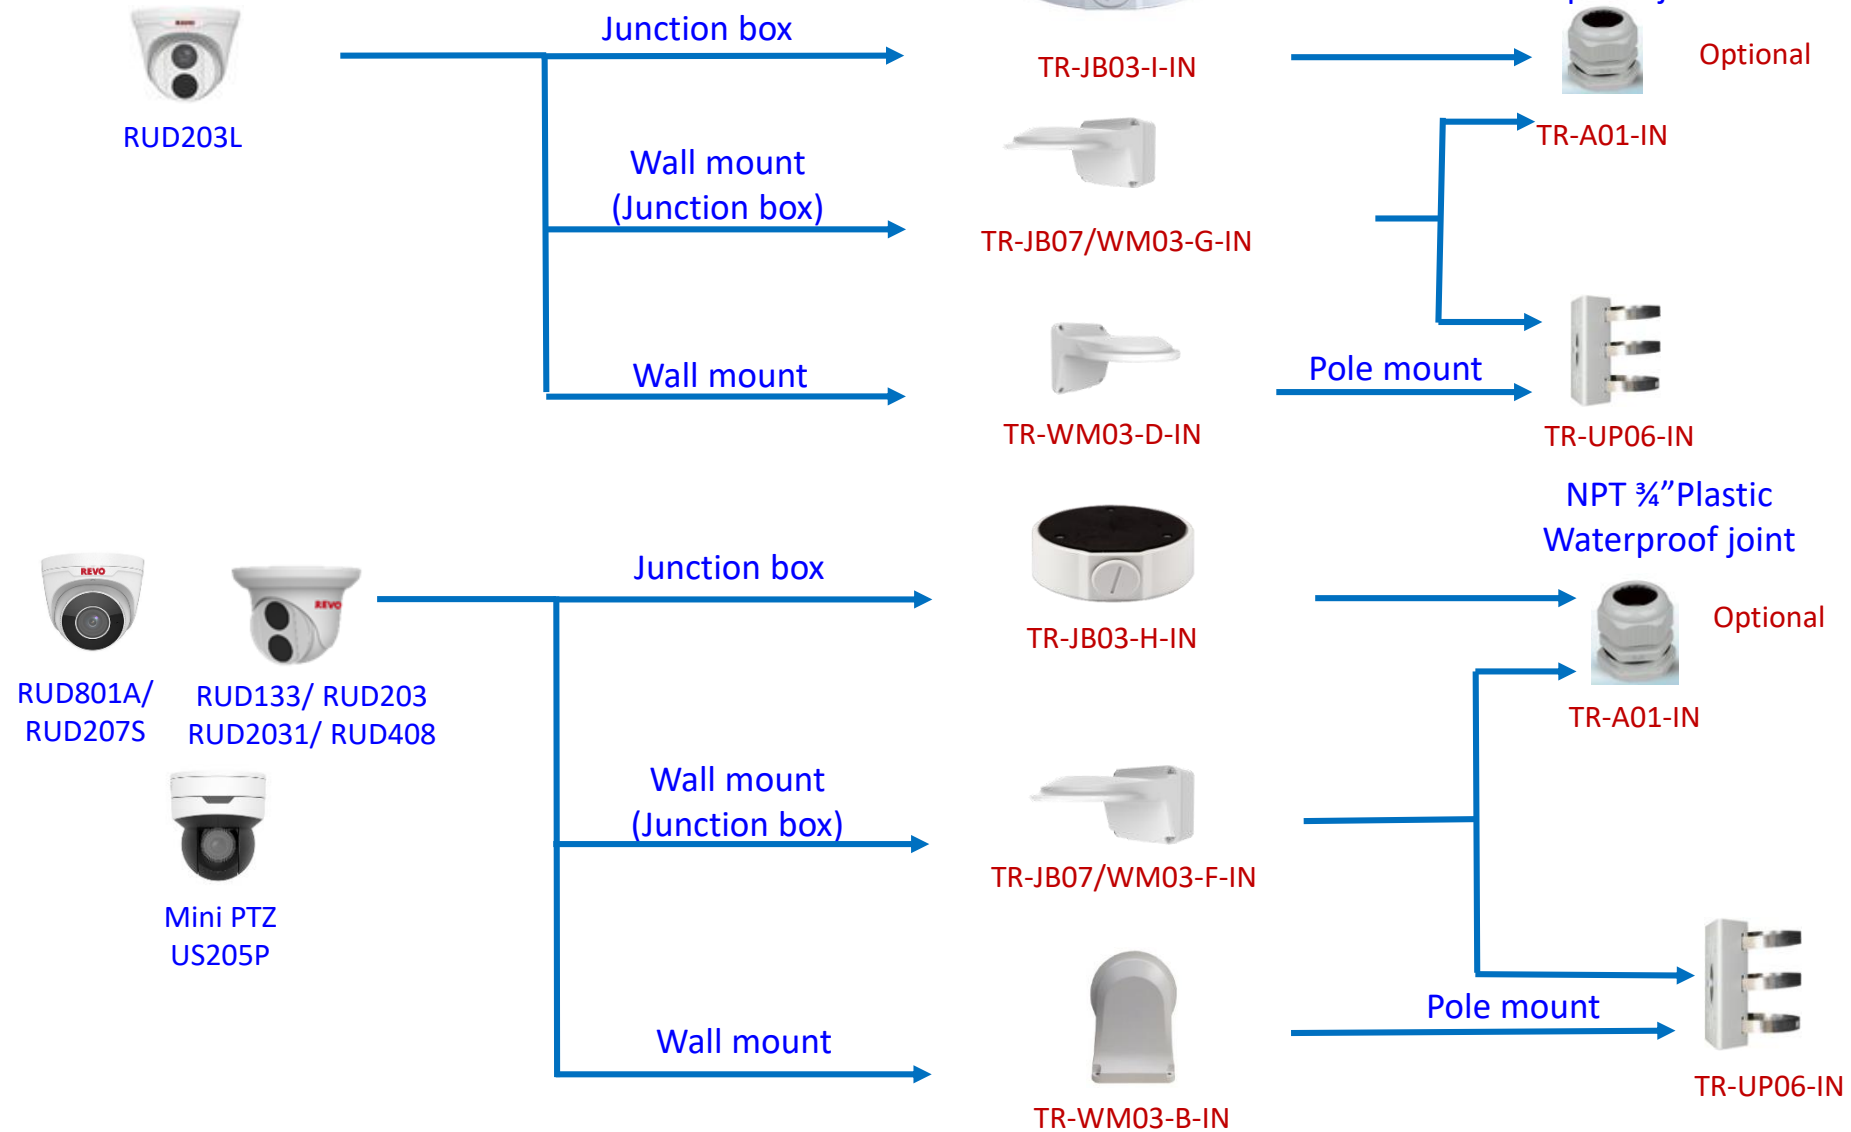 Junction box
TR-JB03-I-IN
Optional
REVO
RUD203L
TR-A01-IN
Wall mount
(Junction box)
TR-JB07/WM03-G-IN
Wall mount
TR-WM03-D-IN
Pole mount
TR-UP06-IN
NPT ¾”Plastic
Waterproof joint
Junction box
TR-JB03-H-IN
Optional
REVO
REVO
RUD801A/
RUD207S
RUD133/ RUD203
RUD2031/ RUD408
TR-A01-IN
Wall mount
(Junction box)
TR-JB07/WM03-F-IN
Mini PTZ
US205P
Wall mount
TR-WM03-B-IN
Pole mount
TR-UP06-IN